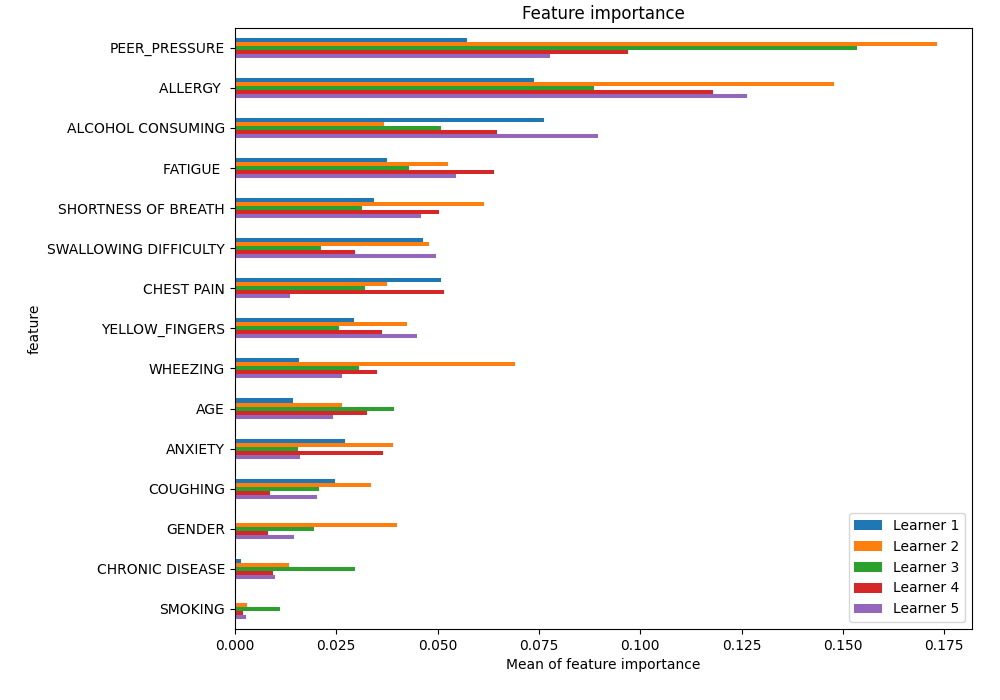 Feature importance
PEER_PRESSURE
ALLERGY
ALCOHOL CONSUMING
FATIGUE
SHORTNESS OF BREATH
SWALLOWING DIFFICULTY
CHEST PAIN
YELLOW_FINGERS
WHEEZING
AGE
ANXIETY
COUGHING
GENDER
CHRONIC DISEASE
SMOKING
feature
Learner 1
Learner 2
Learner 3
Learner 4
Learner 5
0.000 0.025 0.050 0.075 0.100 0.125 0.150 0.175
Mean of feature importance